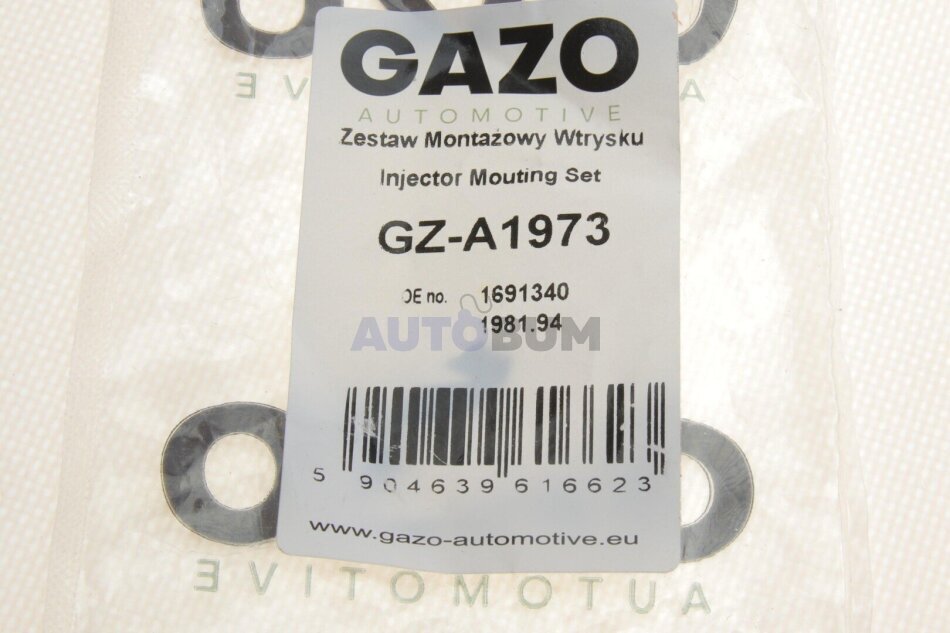 GAZO
AUTOMOTIVE
AUTOMOTIVE
Zestaw Montażowy Wtrysku
Injector Mouting Set
GZ-A1973
OE no. 1691340
1981.94
AUTOBUM
5 904639 616623
www.gazo-automotive.eu
AUTOMOTIVE